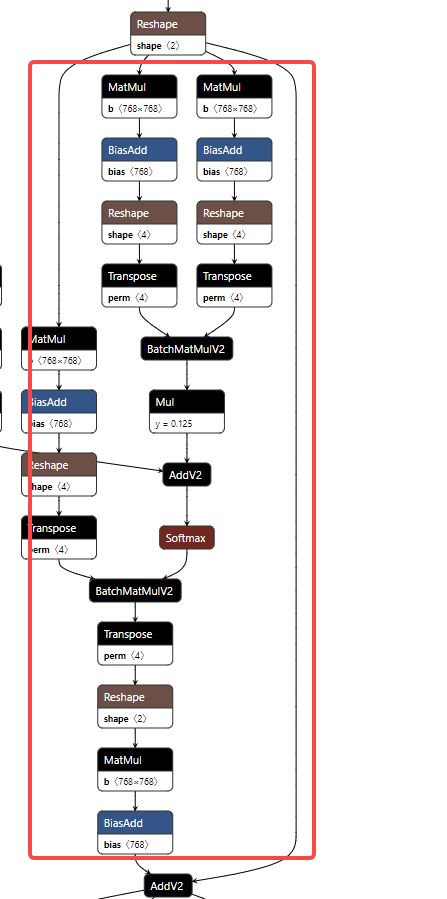 Reshape
shape〈2〉
MatMul
b〈768×768〉
MatMul
b〈768×768〉
BiasAdd
bias〈768〉
BiasAdd
bias〈768〉
Reshape
shape〈4〉
Reshape
shape〈4〉
Transpose
perm〈4〉
Transpose
perm〈4〉
MatMul
b〈768×768〉
BatchMatMulV2
BiasAdd
bias〈768〉
Mul
y = 0.125
Reshape
shape〈4〉
AddV2
Transpose
perm〈4〉
Softmax
BatchMatMulV2
Transpose
perm〈4〉
Reshape
shape〈2〉
MatMul
b〈768×768〉
BiasAdd
bias〈768〉
AddV2